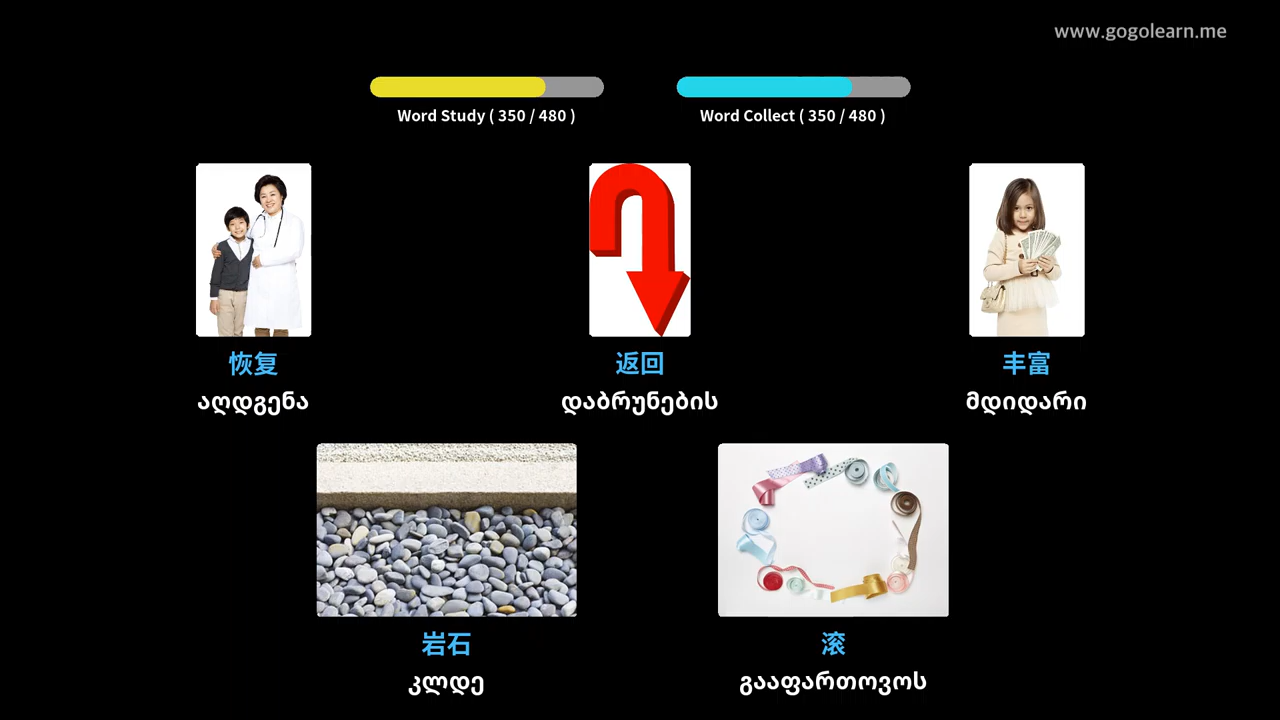 www.gogolearn.me
Word Study ( 350 / 480 )
Word Collect ( 350 / 480 )
恢复
აღდგენა
返回
დაბრუნების
丰富
მდიდარი
岩石
კლდე
滚
გააფართოვოს